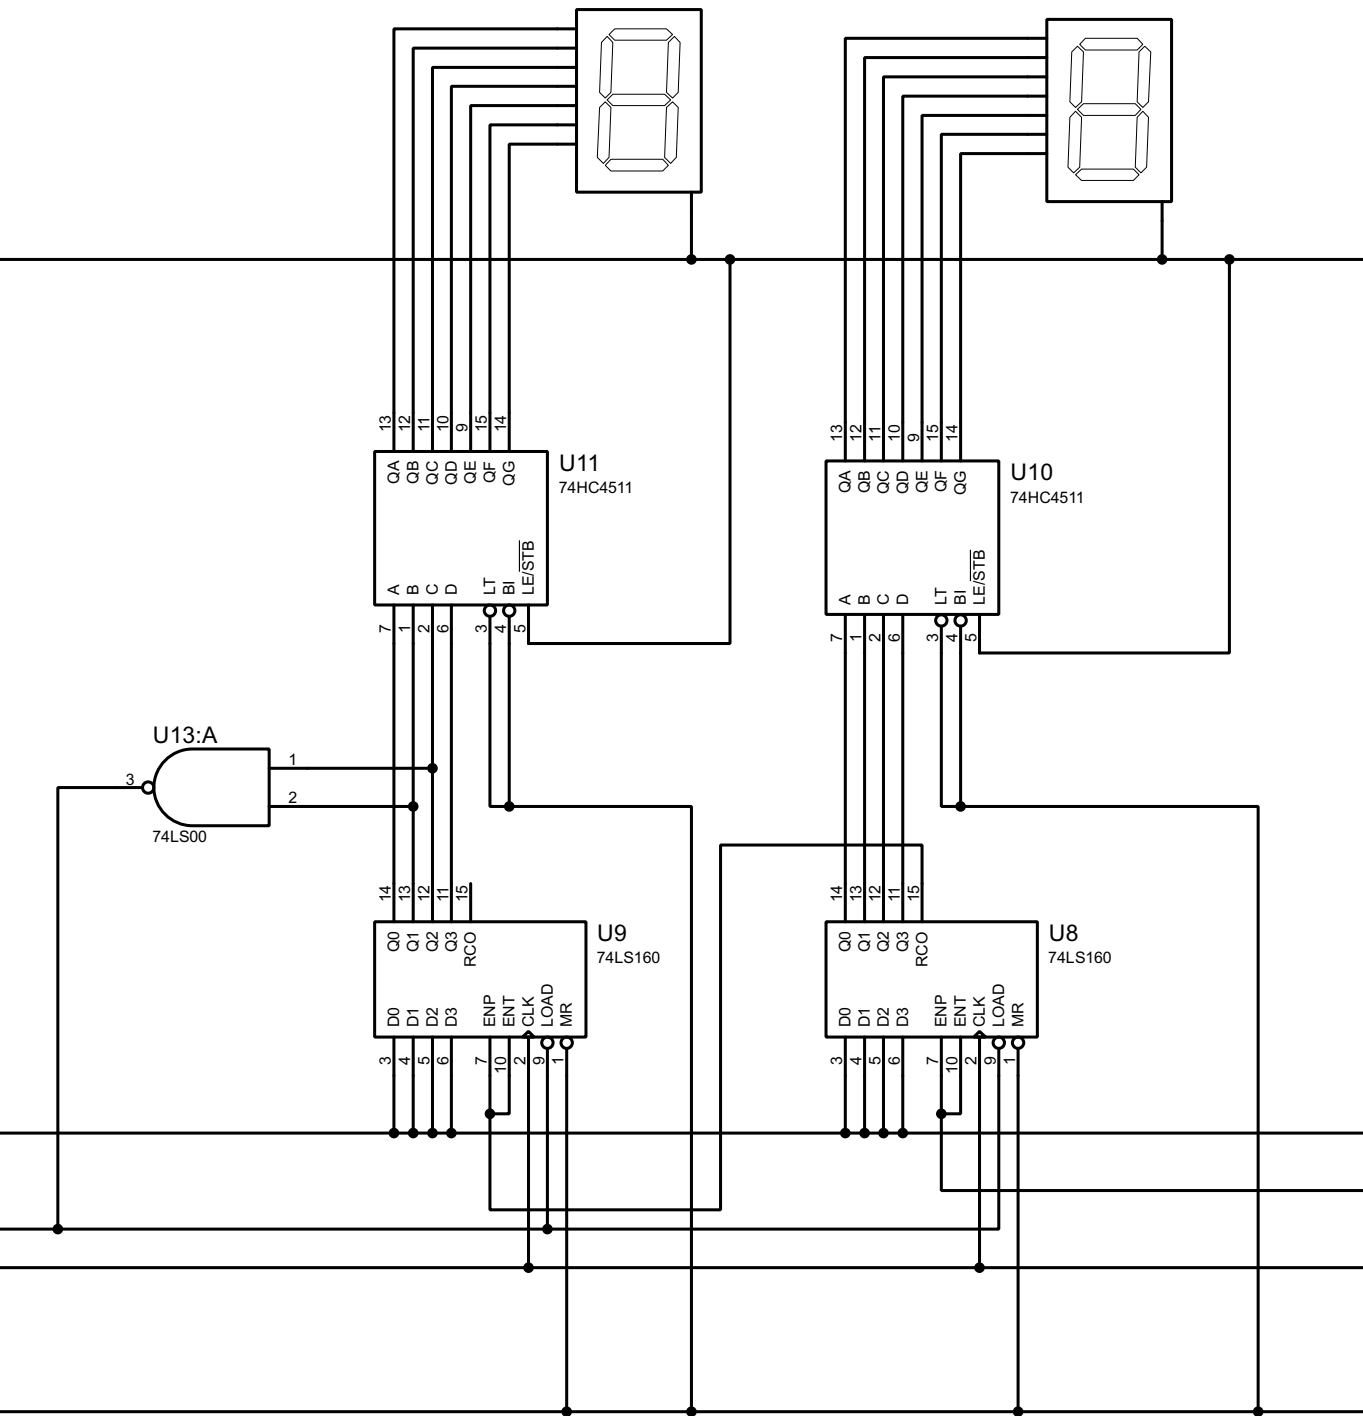 13 12 11 10 9 15 14
QA QB QC QD QE QF QG
U11
74HC4511
A B C D LT BI LE/STB
7 1 2 6 3 4 5
13 12 11 10 9 15 14
QA QB QC QD QE QF QG
U10
74HC4511
A B C D LT BI LE/STB
7 1 2 6 3 4 5
U13:A
1
3
2
74LS00
14 13 12 11 15
Q0 Q1 Q2 Q3 RCO
U9
74LS160
D0 D1 D2 D3 ENP ENT CLK LOAD MR
3 4 5 6 7 10 2 9 1
14 13 12 11 15
Q0 Q1 Q2 Q3 RCO
U8
74LS160
D0 D1 D2 D3 ENP ENT CLK LOAD MR
3 4 5 6 7 10 2 9 1